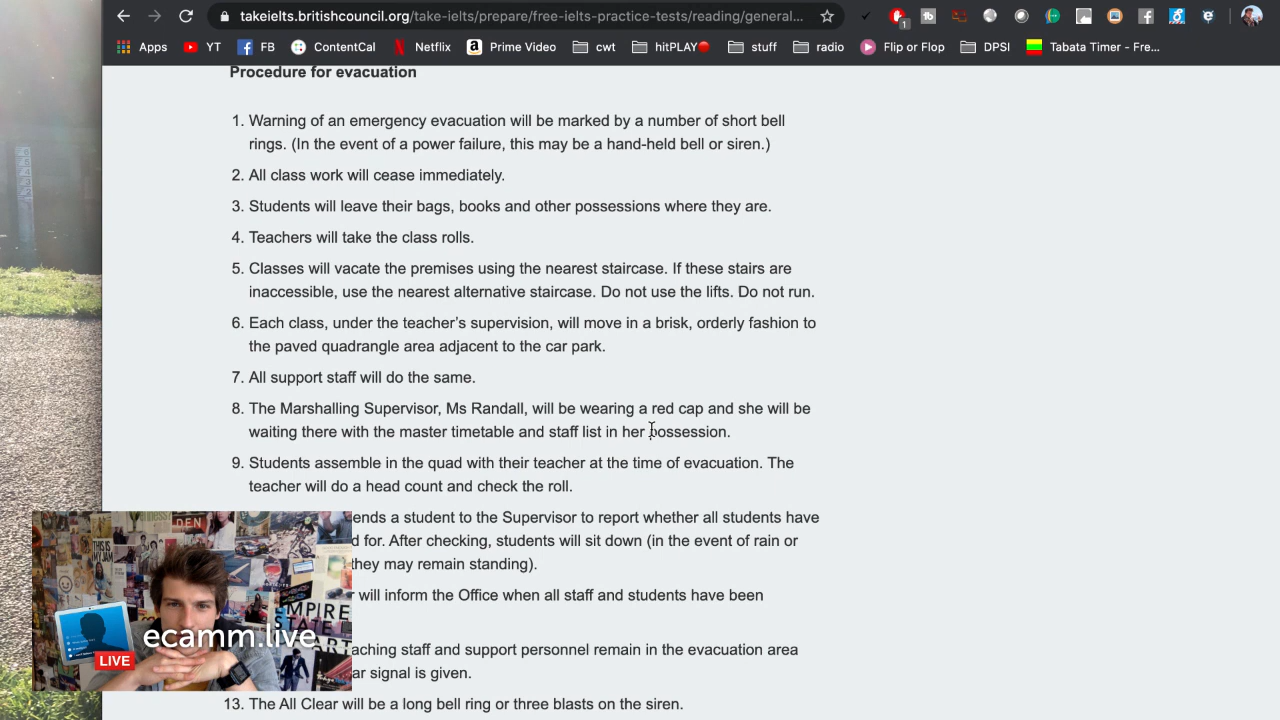 takeielts.britishcouncil.org/take-ielts/prepare/free-ielts-practice-tests/reading/general...
1
Apps YT FB ContentCal Netflix Prime Video cwt hitPLAY🔴 stuff radio Flip or Flop DPSI Tabata Timer - Fre...
Procedure for evacuation
1. Warning of an emergency evacuation will be marked by a number of short bell
rings. (In the event of a power failure, this may be a hand-held bell or siren.)
2. All class work will cease immediately.
3. Students will leave their bags, books and other possessions where they are.
4. Teachers will take the class rolls.
5. Classes will vacate the premises using the nearest staircase. If these stairs are
inaccessible, use the nearest alternative staircase. Do not use the lifts. Do not run.
6. Each class, under the teacher’s supervision, will move in a brisk, orderly fashion to
the paved quadrangle area adjacent to the car park.
7. All support staff will do the same.
8. The Marshalling Supervisor, Ms Randall, will be wearing a red cap and she will be
waiting there with the master timetable and staff list in her possession.
9. Students assemble in the quad with their teacher at the time of evacuation. The
teacher will do a head count and check the roll.
ends a student to the Supervisor to report whether all students have
d for. After checking, students will sit down (in the event of rain or
they may remain standing).
r will inform the Office when all staff and students have been
aching staff and support personnel remain in the evacuation area
ar signal is given.
13. The All Clear will be a long bell ring or three blasts on the siren.
DEN
THIS IS
MY JAM
EMPIRE
STATE
ecamm.live
LIVE